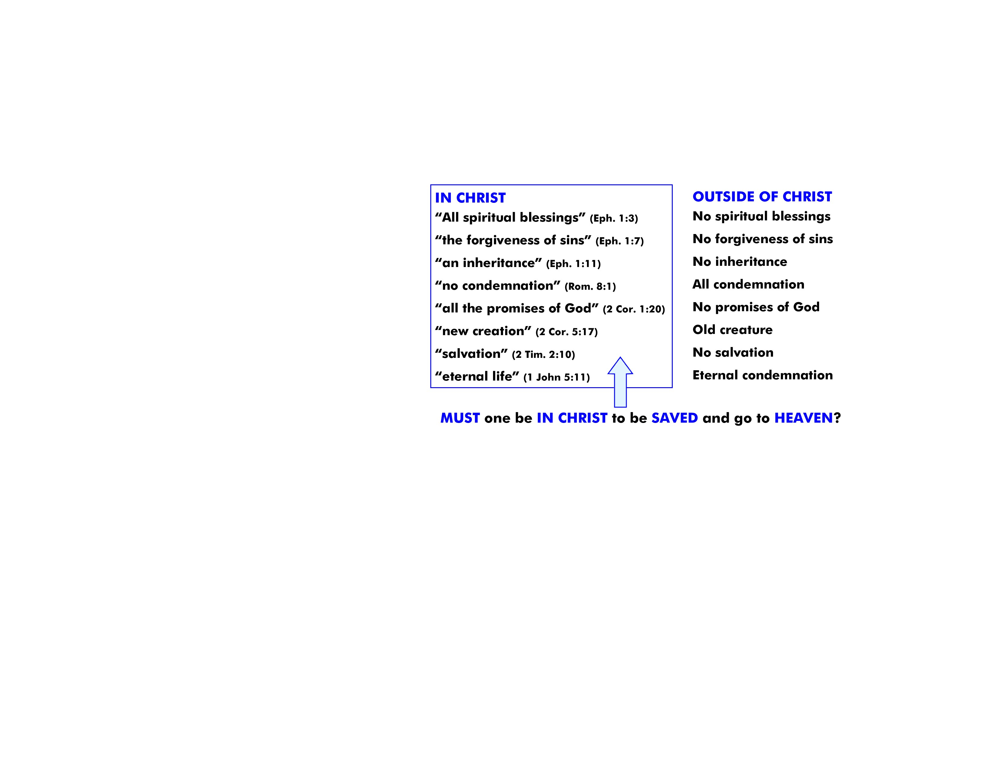 IN CHRIST
“All spiritual blessings” (Eph. 1:3)
“the forgiveness of sins” (Eph. 1:7)
“an inheritance” (Eph. 1:11)
“no condemnation” (Rom. 8:1)
“all the promises of God” (2 Cor. 1:20)
“new creation” (2 Cor. 5:17)
“salvation” (2 Tim. 2:10)
“eternal life” (1 John 5:11)
OUTSIDE OF CHRIST
No spiritual blessings
No forgiveness of sins
No inheritance
All condemnation
No promises of God
Old creature
No salvation
Eternal condemnation
MUST one be IN CHRIST to be SAVED and go to HEAVEN?